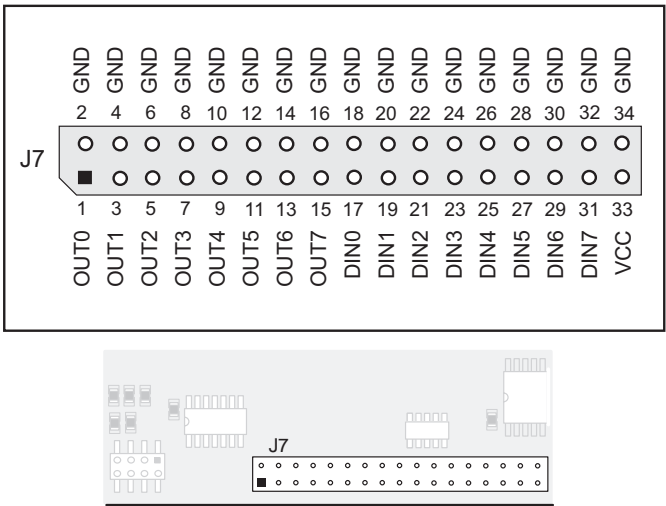 GND GND GND GND GND GND GND GND GND GND GND GND GND GND GND GND GND
2 4 6 8 10 12 14 16 18 20 22 24 26 28 30 32 34
J7
1 3 5 7 9 11 13 15 17 19 21 23 25 27 29 31 33
OUT0 OUT1 OUT2 OUT3 OUT4 OUT5 OUT6 OUT7 DIN0 DIN1 DIN2 DIN3 DIN4 DIN5 DIN6 DIN7 VCC
J7